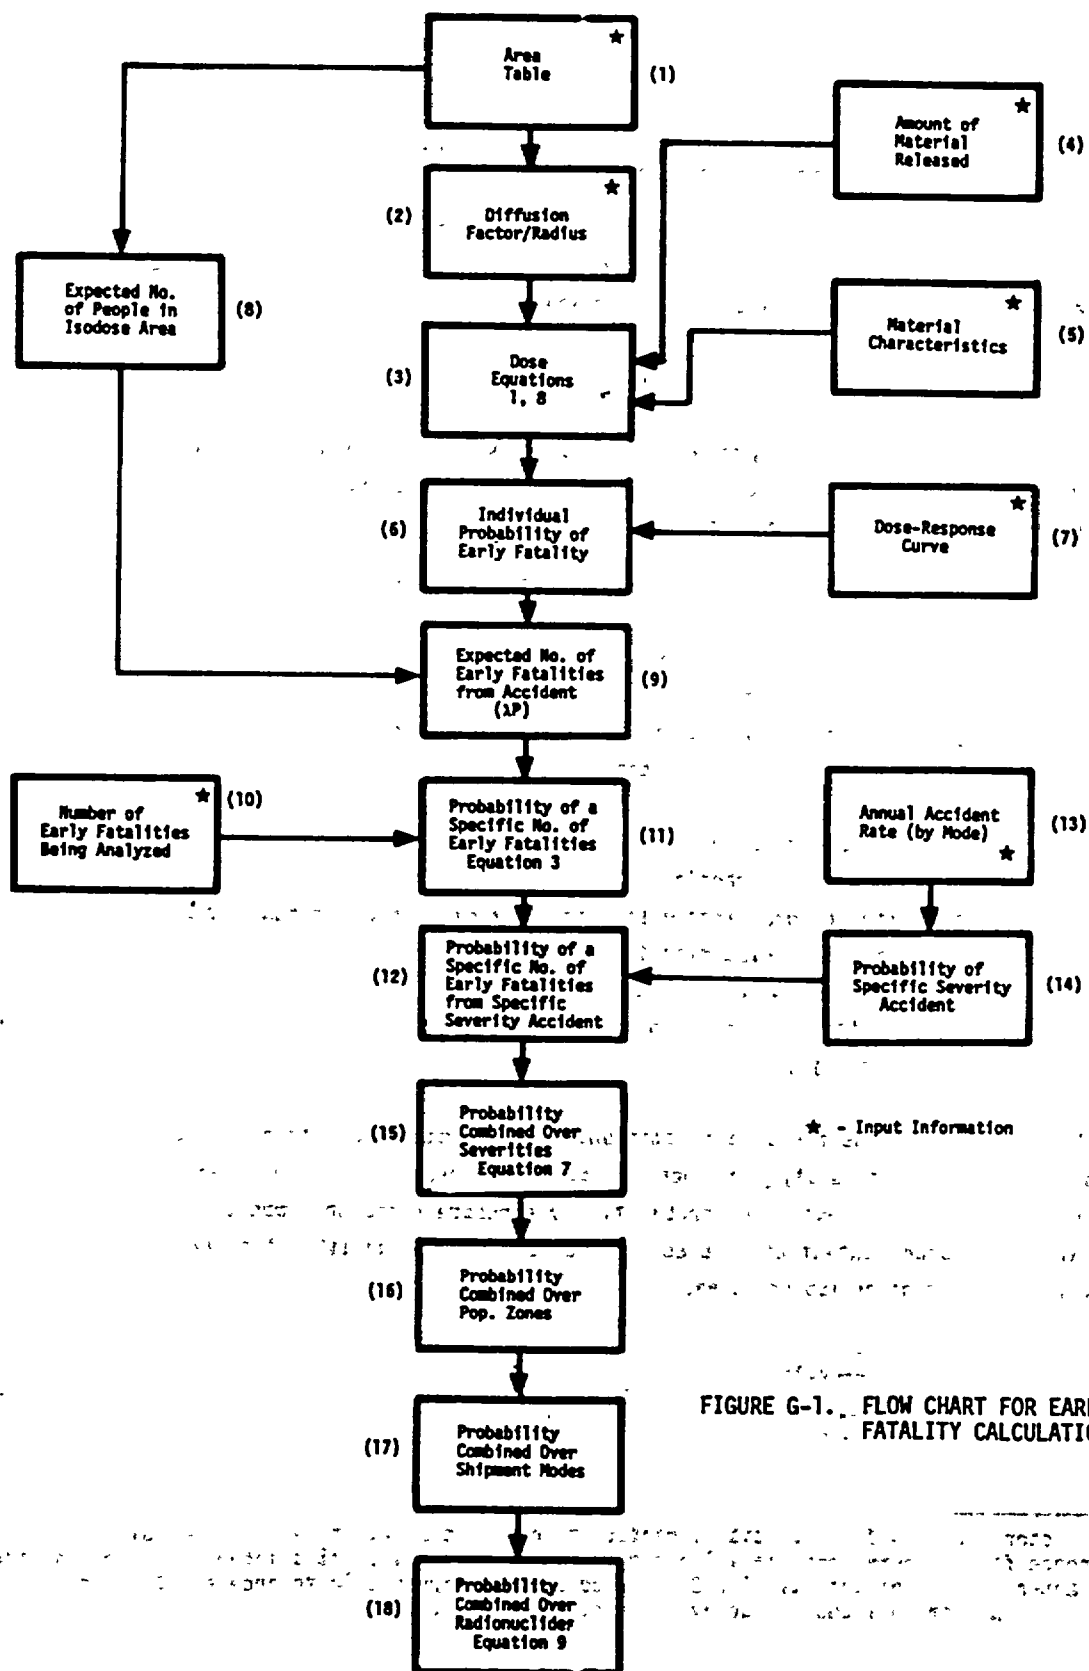 Area
Table
★
(1)
Amount of
Material
Released
★
(4)
(2)
Diffusion
Factor/Radius
★
Expected No.
of People in
Isodose Area
(8)
Material
Characteristics
★
(5)
(3)
Dose
Equations
1, 8
(6)
Individual
Probability of
Early Fatality
Dose-Response
Curve
★
(7)
Expected No. of
Early Fatalities
from Accident
(λP)
(9)
Number of
Early Fatalities
Being Analyzed
★
(10)
Probability of a
Specific No. of
Early Fatalities
Equation 3
(11)
Annual Accident
Rate (by Mode)
★
(13)
(12)
Probability of a
Specific No. of
Early Fatalities
from Specific
Severity Accident
Probability of
Specific Severity
Accident
(14)
(15)
Probability
Combined Over
Severities
Equation 7
★ - Input Information
(16)
Probability
Combined Over
Pop. Zones
FIGURE G-1. FLOW CHART FOR
FATALITY
(17)
Probability
Combined Over
Shipment Modes
(18)
Probability
Combined Over
Radionuclider
Equation 9